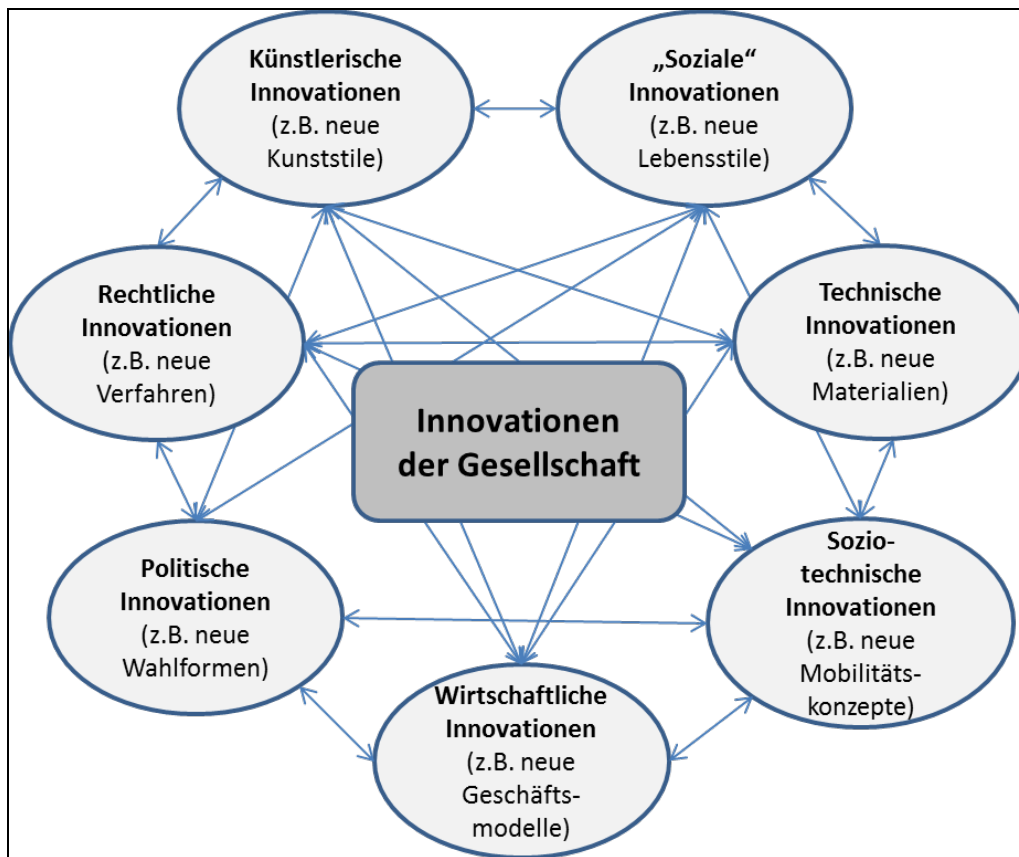 Künstlerische
Innovationen
(z.B. neue
Kunststile)
„Soziale“
Innovationen
(z.B. neue
Lebensstile)
Rechtliche
Innovationen
(z.B. neue
Verfahren)
Technische
Innovationen
(z.B. neue
Materialien)
Innovationen
der Gesellschaft
Politische
Innovationen
(z.B. neue
Wahlformen)
Sozio-
technische
Innovationen
(z.B. neue
Mobilitäts-
konzepte)
Wirtschaftliche
Innovationen
(z.B. neue
Geschäfts-
modelle)